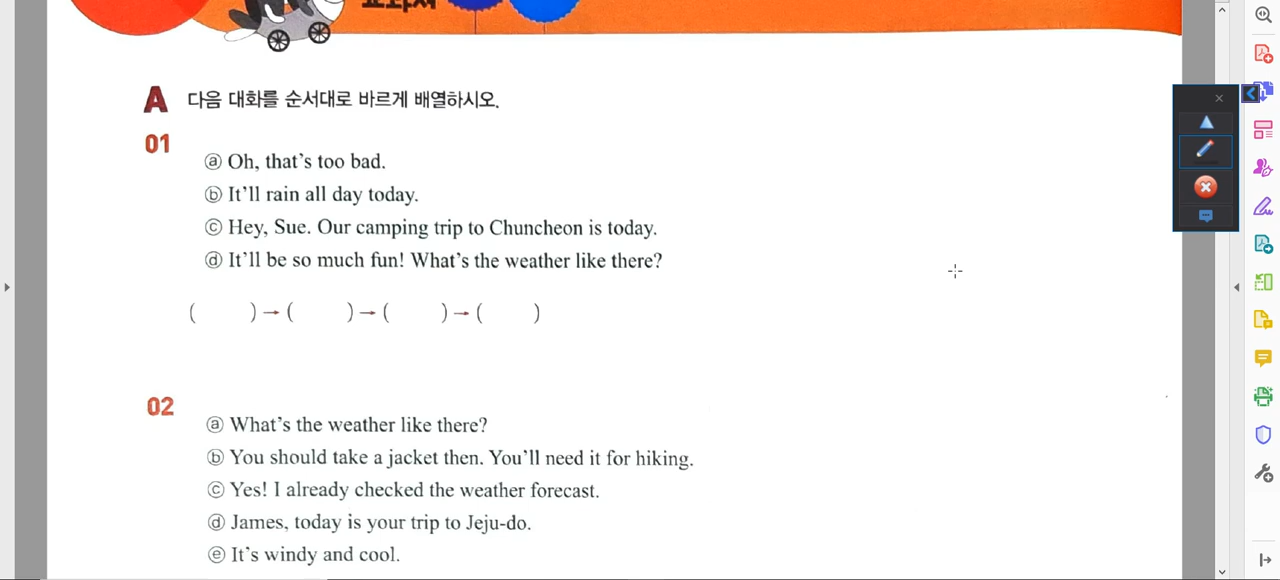 교과서
A 다음 대화를 순서대로 바르게 배열하시오.
01
ⓐ Oh, that's too bad.
ⓑ It'll rain all day today.
ⓒ Hey, Sue. Our camping trip to Chuncheon is today.
ⓓ It'll be so much fun! What's the weather like there?
( ) → ( ) → ( ) → ( )
02
ⓐ What's the weather like there?
ⓑ You should take a jacket then. You'll need it for hiking.
ⓒ Yes! I already checked the weather forecast.
ⓓ James, today is your trip to Jeju-do.
ⓔ It's windy and cool.